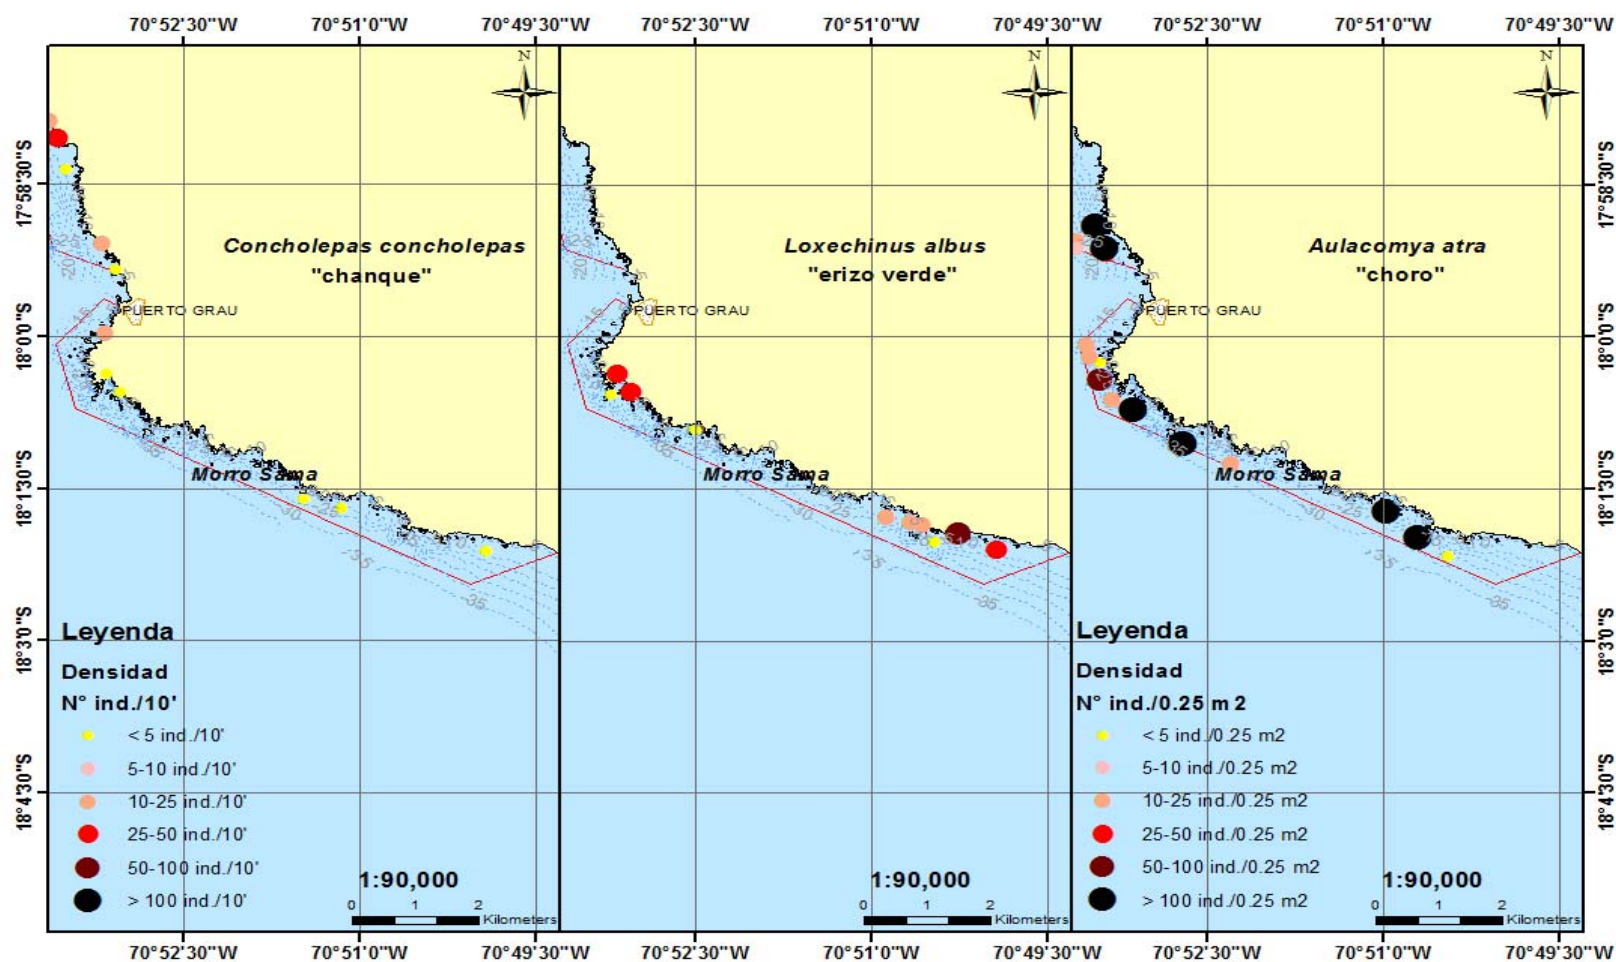 70°52'30"W 70°51'0"W 70°49'30"W 70°52'30"W 70°51'0"W 70°49'30"W 70°52'30"W 70°51'0"W 70°49'30"W
N N N
17°58'30"S 17°58'30"S
Concholepas concholepas
"chanque"
Loxechinus albus
"erizo verde"
Aulacomya atra
"choro"
PUERTO GRAU PUERTO GRAU PUERTO GRAU
18°0'0"S 18°0'0"S
Morro Sama Morro Sama Morro Sama
18°1'30"S 18°1'30"S
-30 -25 -35 -35
-30 -25 -35 -35
-25 -35
18°3'0"S 18°3'0"S
Leyenda
Densidad
N° ind./10'
< 5 ind./10'
5-10 ind./10'
10-25 ind./10'
25-50 ind./10'
50-100 ind./10'
> 100 ind./10'
Leyenda
Densidad
N° ind./0.25 m 2
< 5 ind./0.25 m2
5-10 ind./0.25 m2
10-25 ind./0.25 m2
25-50 ind./0.25 m2
50-100 ind./0.25 m2
> 100 ind./0.25 m2
18°4'30"S 18°4'30"S
1:90,000 1:90,000 1:90,000
0 1 2 0 1 2 0 1 2
Kilometers Kilometers Kilometers
70°52'30"W 70°51'0"W 70°49'30"W 70°52'30"W 70°51'0"W 70°49'30"W 70°52'30"W 70°51'0"W 70°49'30"W